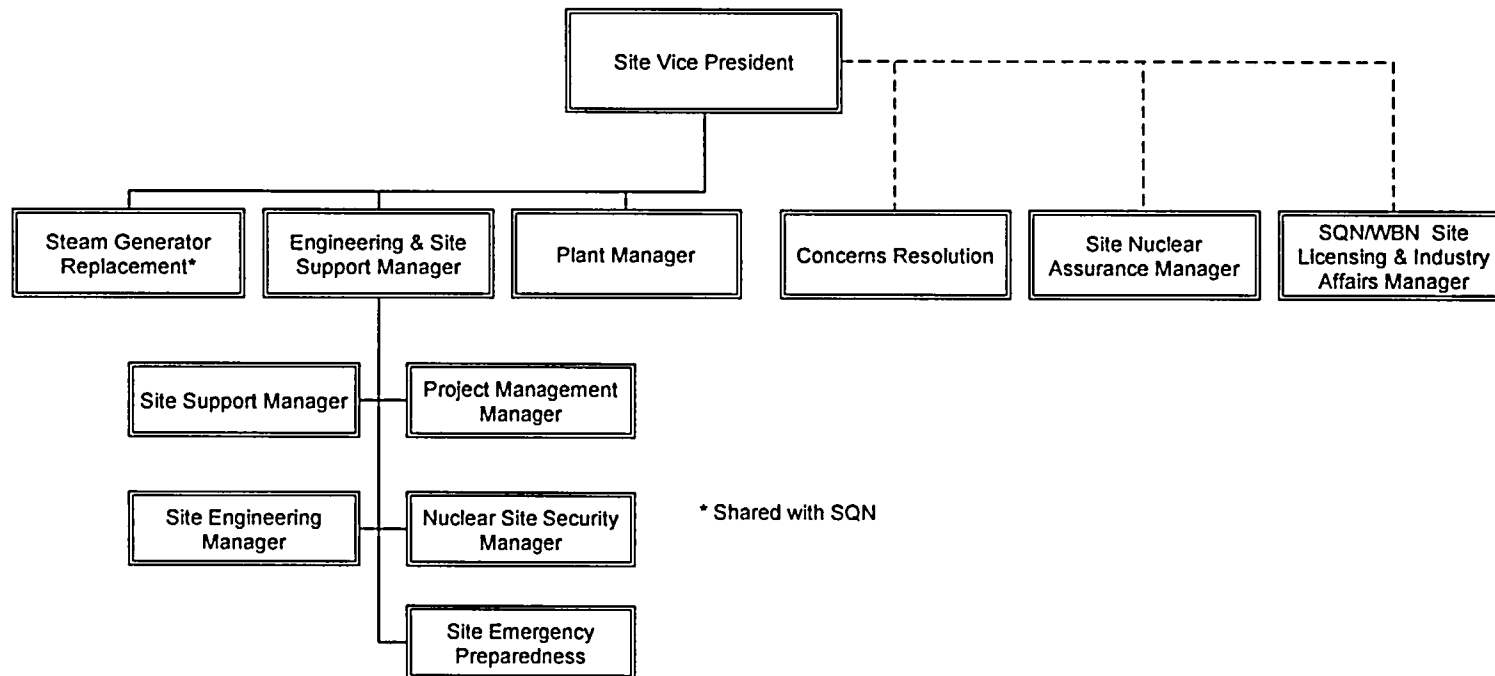 Site Vice President
Steam Generator
Replacement*
Engineering & Site
Support Manager
Plant Manager
Concerns Resolution
Site Nuclear
Assurance Manager
SQN/WBN Site
Licensing & Industry
Affairs Manager
Site Support Manager
Project Management
Manager
Site Engineering
Manager
Nuclear Site Security
Manager
* Shared with SQN
Site Emergency
Preparedness